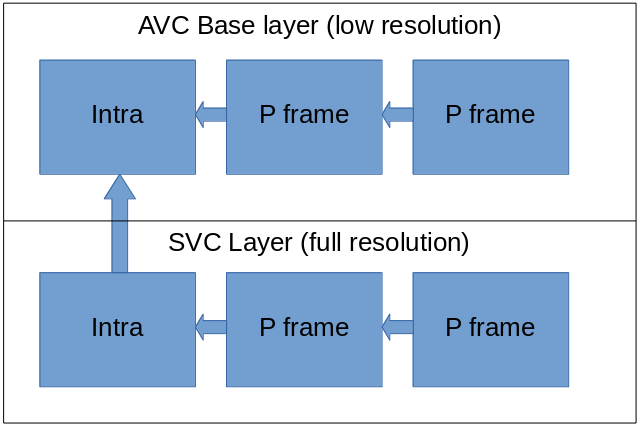 AVC Base layer (low resolution)
Intra
P frame
P frame
SVC Layer (full resolution)
Intra
P frame
P frame